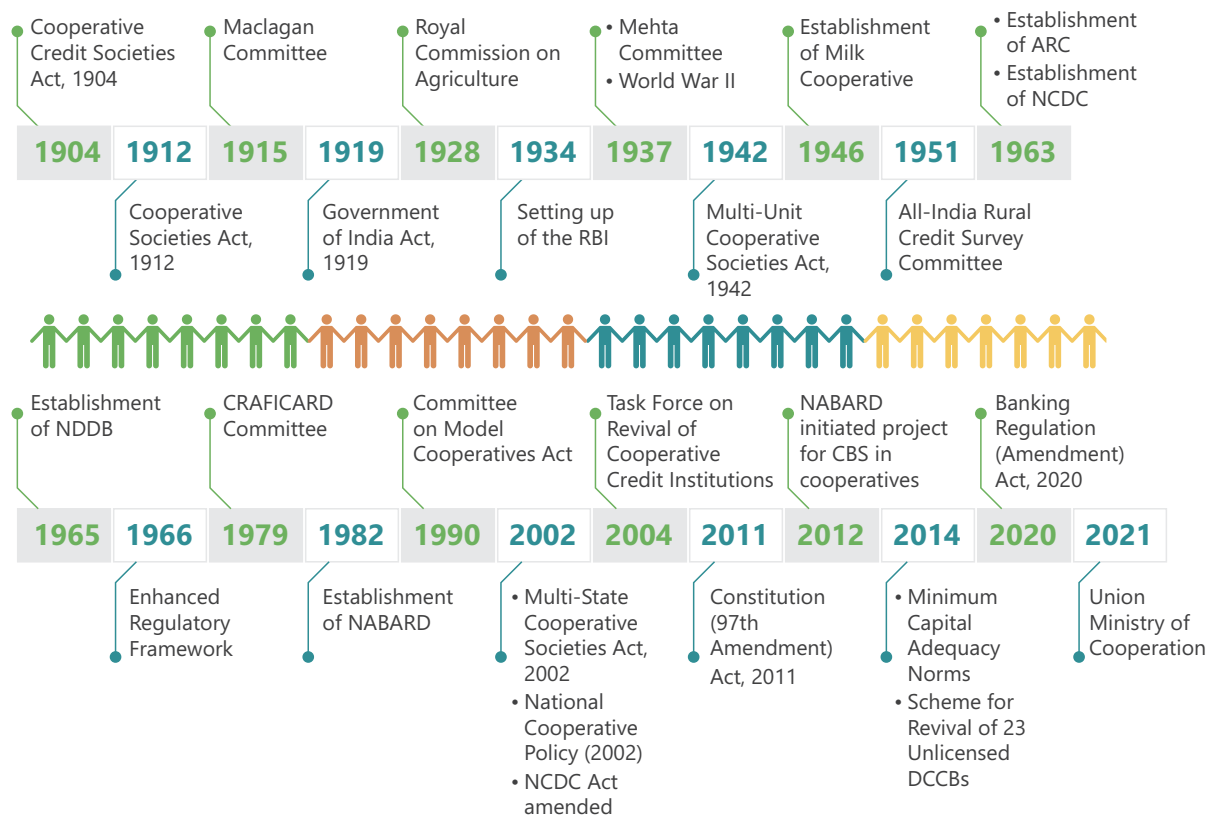 Cooperative
Credit Societies
Act, 1904
Maclagan
Committee
Royal
Commission on
Agriculture
• Mehta
Committee
• World War II
Establishment
of Milk
Cooperative
• Establishment
of ARC
• Establishment
of NCDC
1904 1912 1915 1919 1928 1934 1937 1942 1946 1951 1963
Cooperative
Societies Act,
1912
Government
of India Act,
1919
Setting up
of the RBI
Multi-Unit
Cooperative
Societies Act,
1942
All-India Rural
Credit Survey
Committee
Establishment
of NDDB
CRAFICARD
Committee
Committee
on Model
Cooperatives Act
Task Force on
Revival of
Cooperative
Credit Institutions
NABARD
initiated project
for CBS in
cooperatives
Banking
Regulation
(Amendment)
Act, 2020
1965 1966 1979 1982 1990 2002 2004 2011 2012 2014 2020 2021
Enhanced
Regulatory
Framework
Establishment
of NABARD
• Multi-State
Cooperative
Societies Act,
2002
• National
Cooperative
Policy (2002)
• NCDC Act
amended
Constitution
(97th
Amendment)
Act, 2011
• Minimum
Capital
Adequacy
Norms
• Scheme for
Revival of 23
Unlicensed
DCCBs
Union
Ministry of
Cooperation